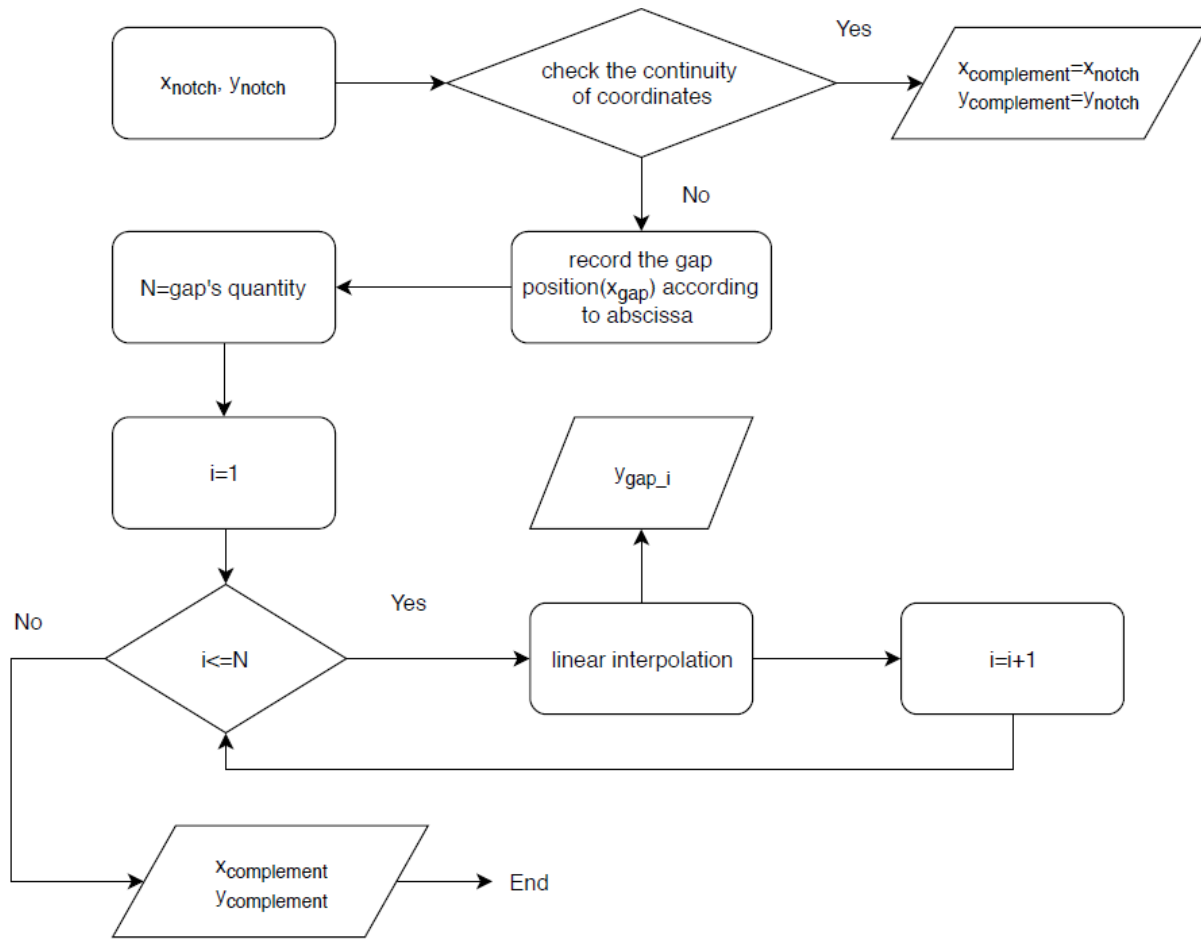 x_notch, y_notch
check the continuity
of coordinates
Yes
x_complement=x_notch
y_complement=y_notch
No
record the gap
position(x_gap) according
to abscissa
N=gap's quantity
i=1
y_gap_i
No
i<=N
Yes
linear interpolation
i=i+1
x_complement
y_complement
End